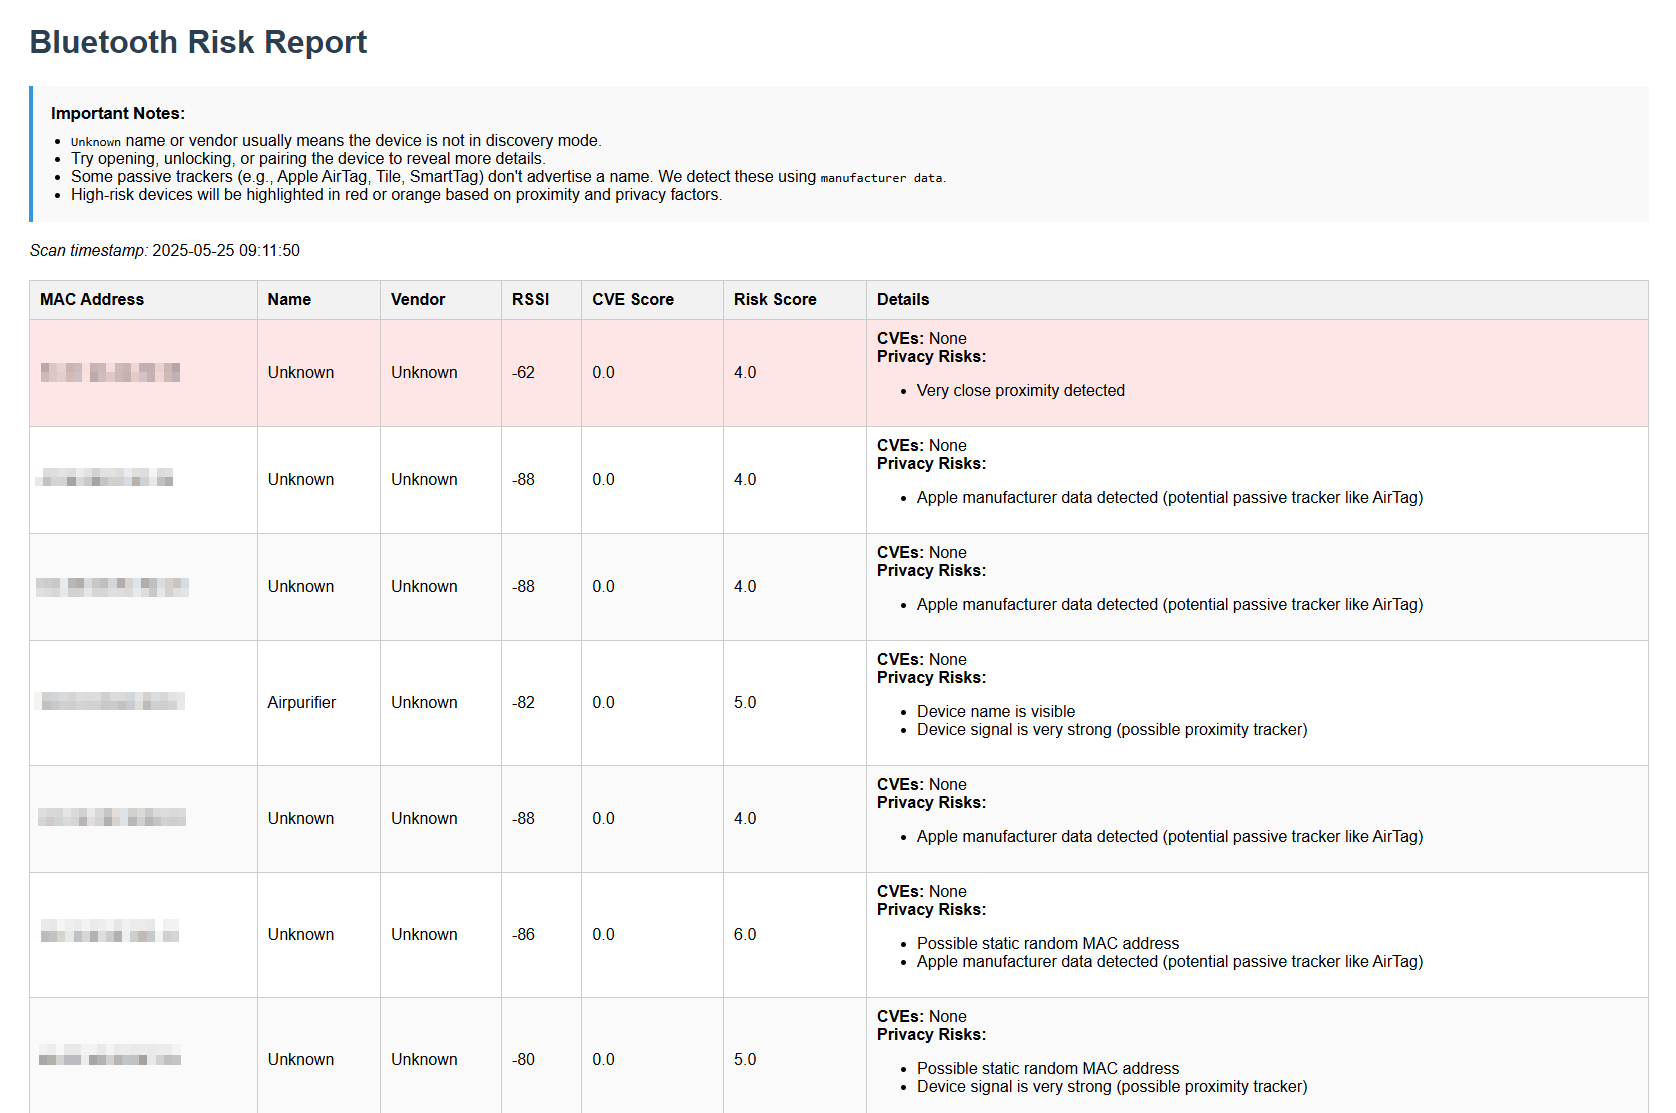 Bluetooth Risk Report
Important Notes:
• Unknown name or vendor usually means the device is not in discovery mode.
• Try opening, unlocking, or pairing the device to reveal more details.
• Some passive trackers (e.g., Apple AirTag, Tile, SmartTag) don't advertise a name. We detect these using manufacturer data.
• High-risk devices will be highlighted in red or orange based on proximity and privacy factors.
Scan timestamp: 2025-05-25 09:11:50
MAC Address Name Vendor RSSI CVE Score Risk Score Details
Unknown Unknown -62 0.0 4.0
CVEs: None
Privacy Risks:
• Very close proximity detected
Unknown Unknown -88 0.0 4.0
CVEs: None
Privacy Risks:
• Apple manufacturer data detected (potential passive tracker like AirTag)
Unknown Unknown -88 0.0 4.0
CVEs: None
Privacy Risks:
• Apple manufacturer data detected (potential passive tracker like AirTag)
Airpurifier Unknown -82 0.0 5.0
CVEs: None
Privacy Risks:
• Device name is visible
• Device signal is very strong (possible proximity tracker)
Unknown Unknown -88 0.0 4.0
CVEs: None
Privacy Risks:
• Apple manufacturer data detected (potential passive tracker like AirTag)
Unknown Unknown -86 0.0 6.0
CVEs: None
Privacy Risks:
• Possible static random MAC address
• Apple manufacturer data detected (potential passive tracker like AirTag)
Unknown Unknown -80 0.0 5.0
CVEs: None
Privacy Risks:
• Possible static random MAC address
• Device signal is very strong (possible proximity tracker)